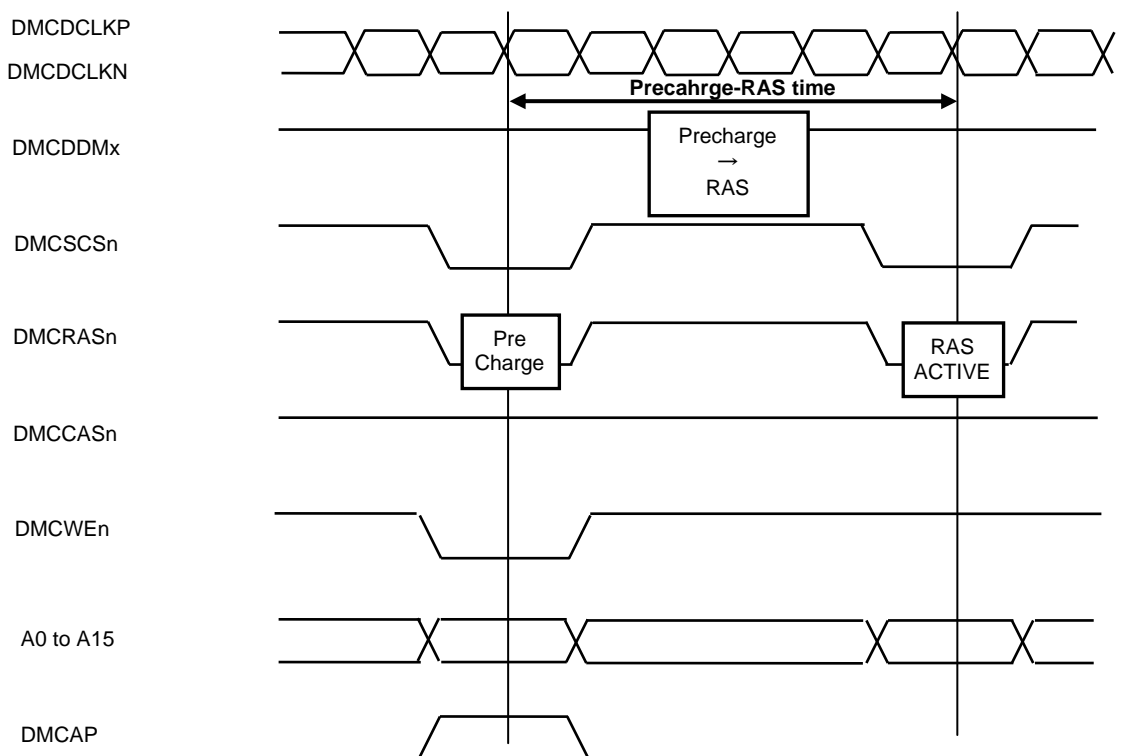 DMCDCLKP
DMCDCLKN
Precahrge-RAS time
DMCDDMx
Precharge
→
RAS
DMCSCSn
DMCRASn
Pre
Charge
RAS
ACTIVE
DMCCASn
DMCWEn
A0 to A15
DMCAP